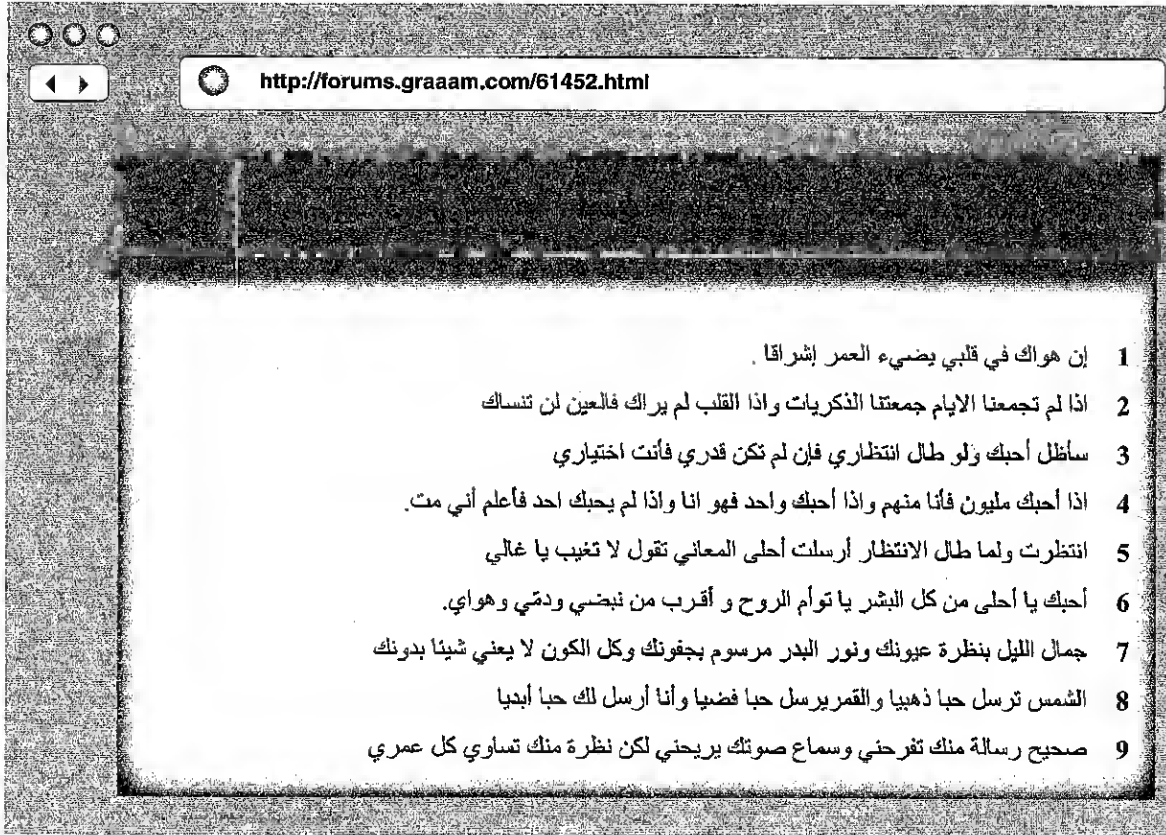 http://forums.graaam.com/61452.html
1 إن هواك في قلبي يضيء العمر إشراقا .
2 اذا لم تجمعنا الايام جمعتنا الذكريات واذا القلب لم يراك فالعين لن تنساك
3 سأظل أحبك ولو طال انتظاري فإن لم تكن قدري فأنت اختياري
4 اذا أحبك مليون فأنا منهم واذا أحبك واحد فهو انا واذا لم يحبك احد فأعلم أني مت.
5 انتظرت ولما طال الانتظار أرسلت أحلى المعاني تقول لا تغيب يا غالي
6 أحبك يا أحلى من كل البشر يا توأم الروح و أقرب من نبضي ودمّي وهواي.
7 جمال الليل بنظرة عيونك ونور البدر مرسوم بجفونك وكل الكون لا يعني شيئا بدونك
8 الشمس ترسل حبا ذهبيا والقمريرسل حبا فضيا وأنا أرسل لك حبا أبديا
9 صحيح رسالة منك تفرحني وسماع صوتك يريحني لكن نظرة منك تساوي كل عمري